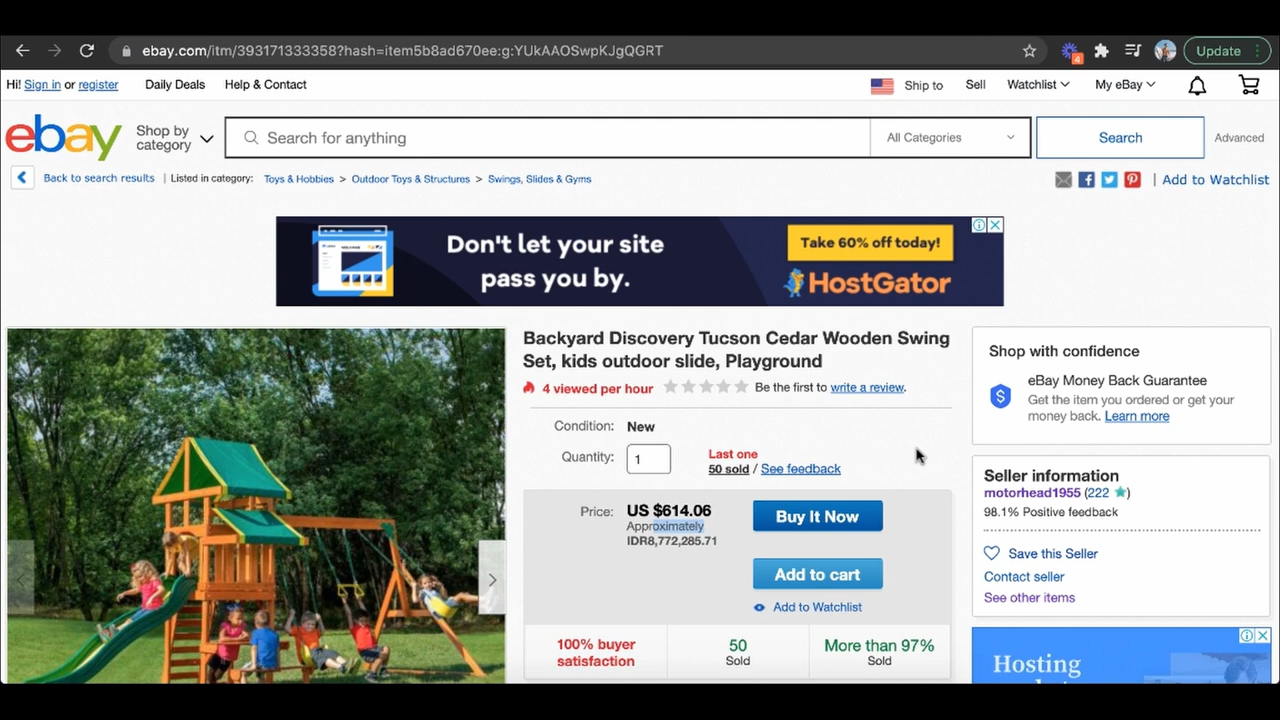 ebay.com/itm/393171333358?hash=item5b8ad670ee:g:YUkAAOSwpKJgQGRT
4
Update
Hi! Sign in or register
Daily Deals
Help & Contact
Ship to
Sell
Watchlist
My eBay
ebay
Shop by category
Search for anything
All Categories
Search
Advanced
Back to search results | Listed in category: Toys & Hobbies > Outdoor Toys & Structures > Swings, Slides & Gyms
| Add to Watchlist
Don't let your site
pass you by.
Take 60% off today!
HostGator
Backyard Discovery Tucson Cedar Wooden Swing
Set, kids outdoor slide, Playground
4 viewed per hour
Be the first to write a review.
Condition: New
Quantity: 1
Last one
50 sold / See feedback
Price: US $614.06
Approximately
IDR8,772,285.71
Buy It Now
Add to cart
Add to Watchlist
100% buyer
satisfaction
50
Sold
More than 97%
Sold
Shop with confidence
eBay Money Back Guarantee
Get the item you ordered or get your
money back. Learn more
Seller information
motorhead1955 (222)
98.1% Positive feedback
Save this Seller
Contact seller
See other items
Hosting